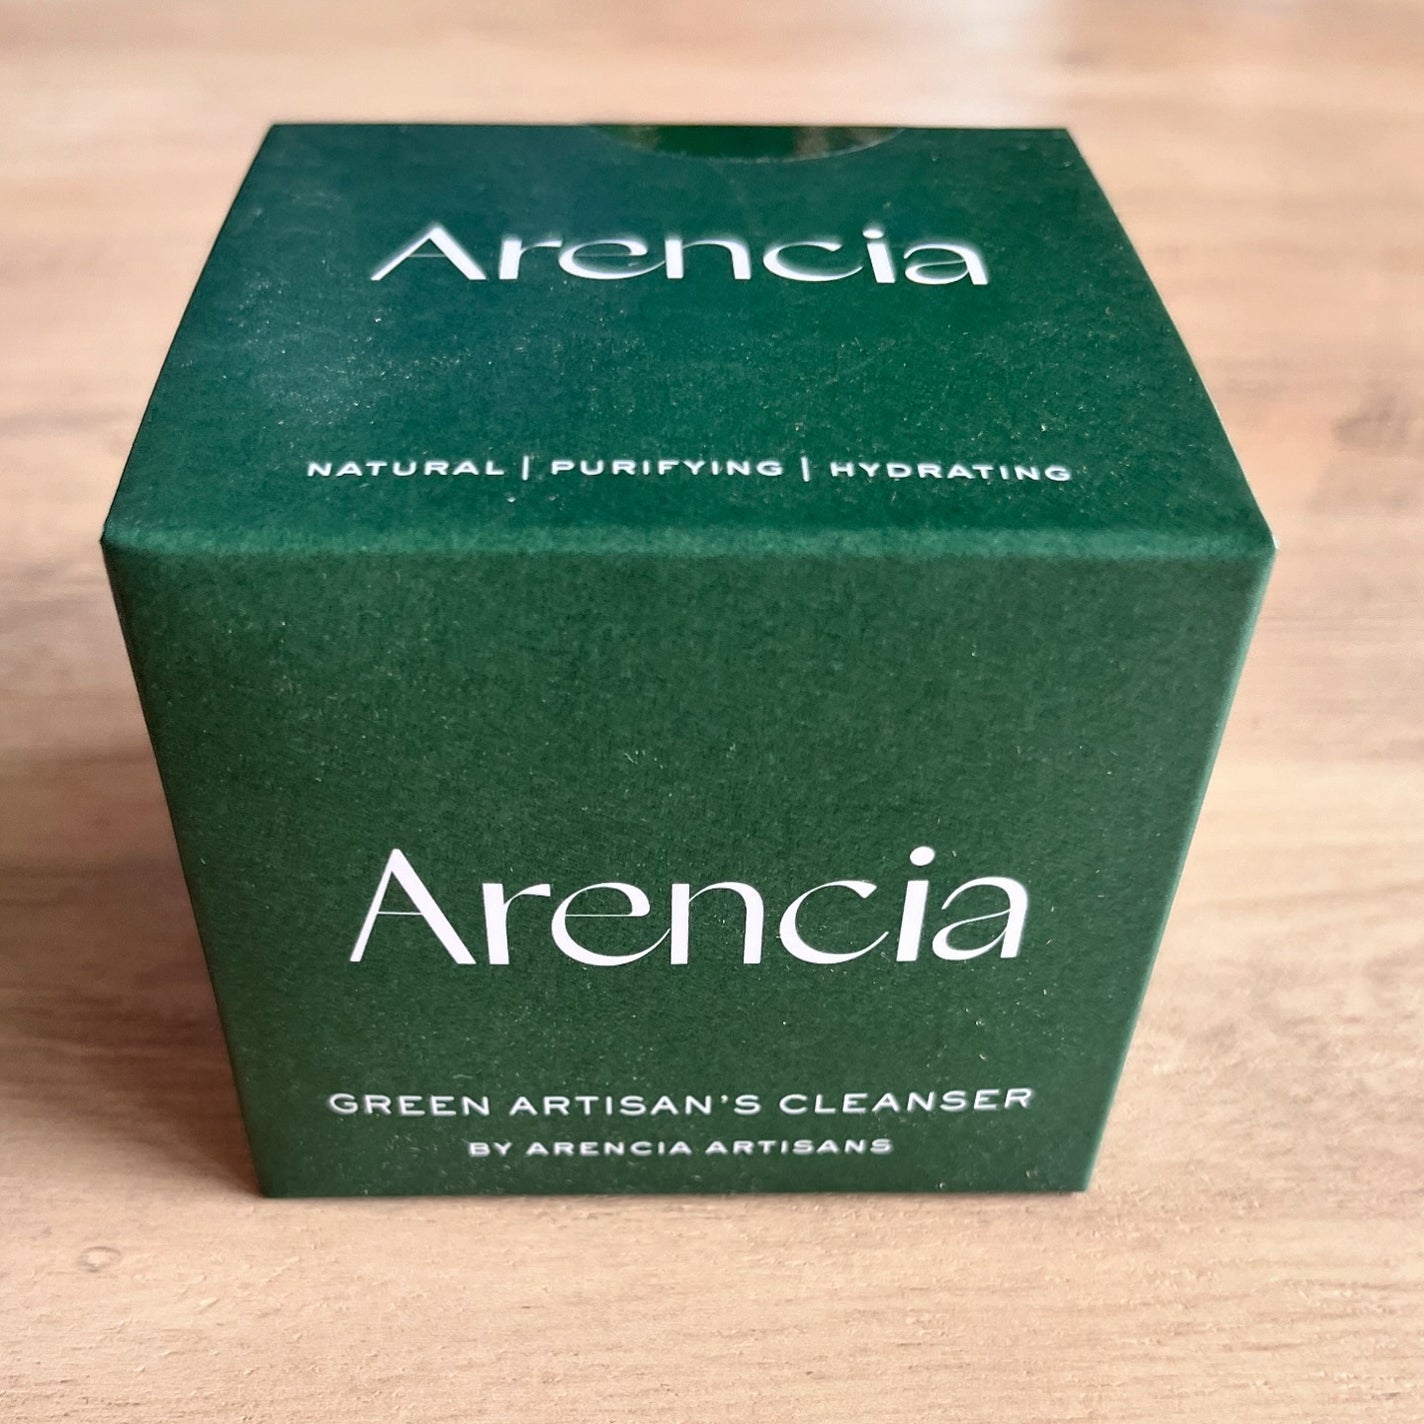 Arencia
NATURAL | PURIFYING | HYDRATING
Arencia
GREEN ARTISAN'S CLEANSER
BY ARENCIA ARTISANS